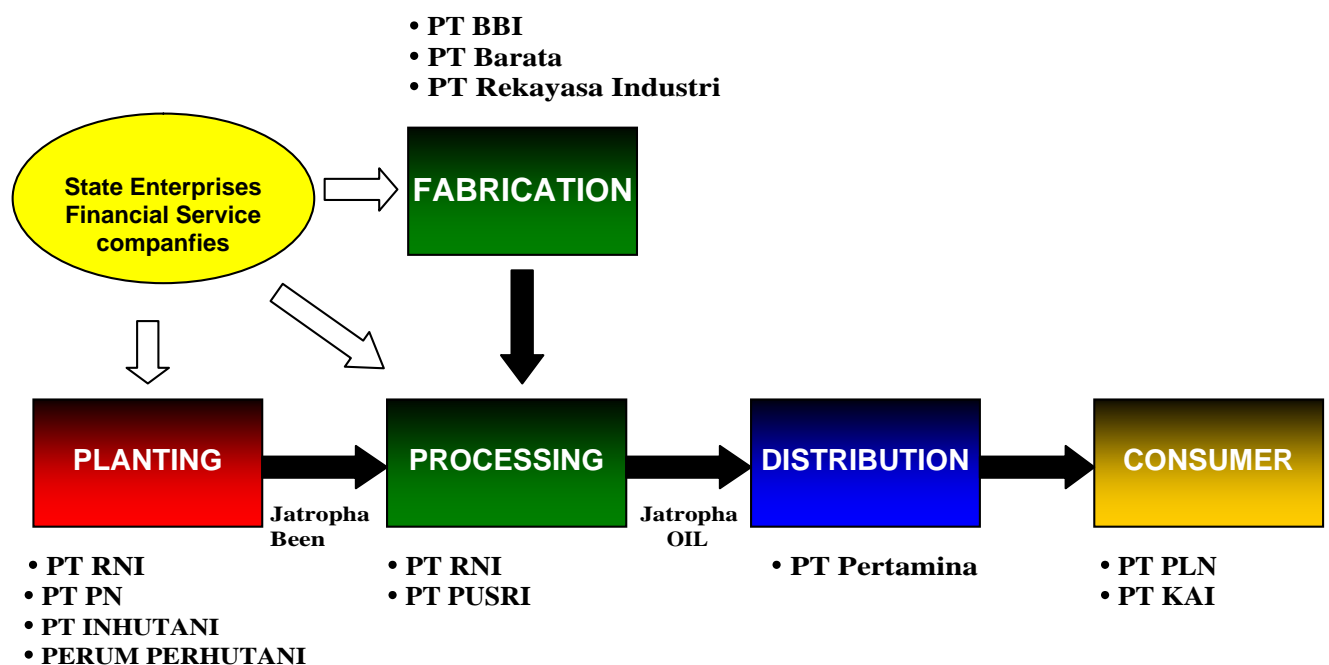 • PT BBI
• PT Barata
• PT Rekayasa Industri
State Enterprises
Financial Service
companfies
FABRICATION
PLANTING
Jatropha
Been
PROCESSING
Jatropha
OIL
DISTRIBUTION
CONSUMER
• PT RNI
• PT PN
• PT INHUTANI
• PERUM PERHUTANI
• PT RNI
• PT PUSRI
• PT Pertamina
• PT PLN
• PT KAI